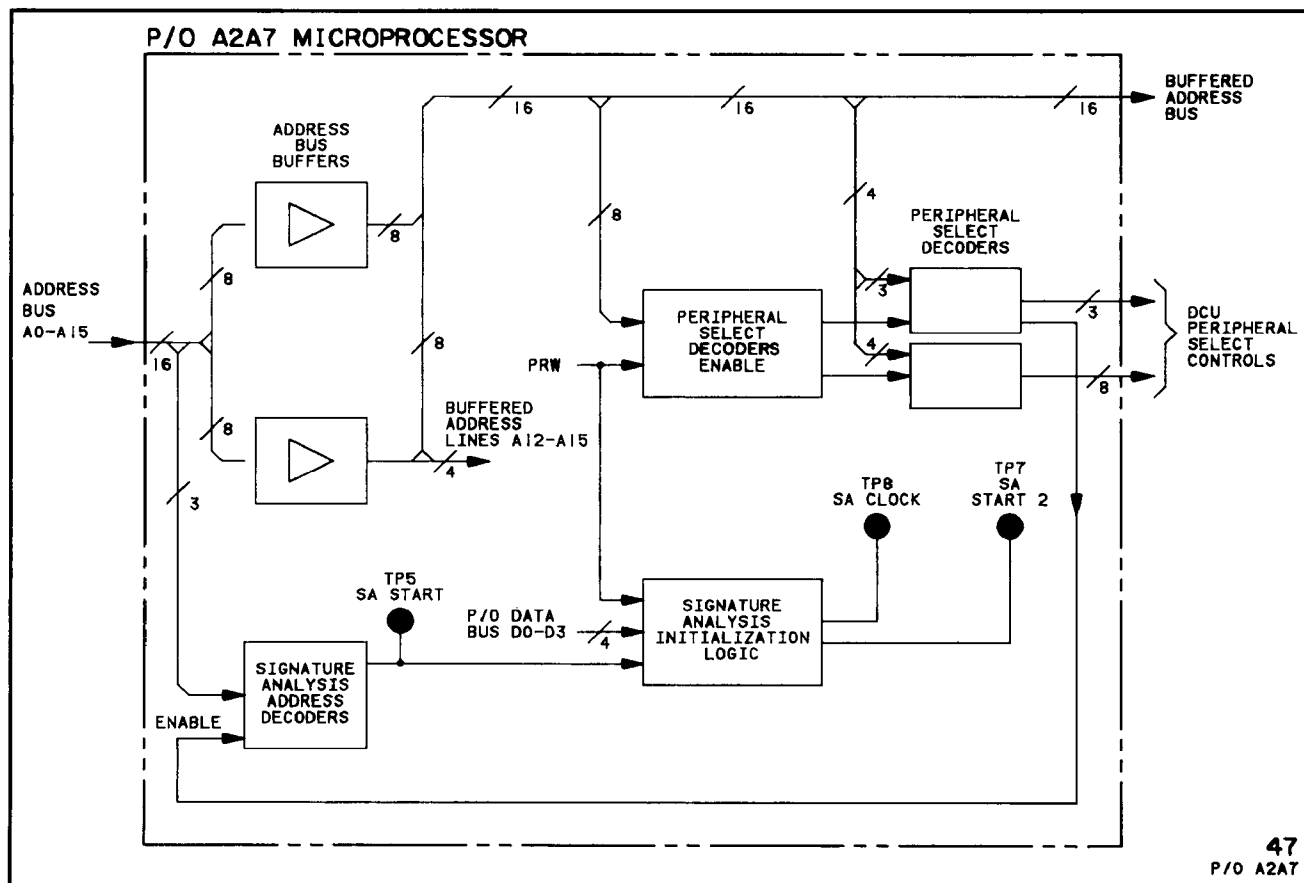 P/O A2A7 MICROPROCESSOR
16
16
16
BUFFERED
ADDRESS
BUS
ADDRESS
BUS
BUFFERS
8
8
8
4
PERIPHERAL
SELECT
DECODERS
3
3
ADDRESS
BUS
A0-A15
16
8
8
PERIPHERAL
SELECT
DECODERS
ENABLE
PRW
4
8
DCU
PERIPHERAL
SELECT
CONTROLS
BUFFERED
ADDRESS
LINES A12-A15
4
3
TP8
SA CLOCK
TP7
SA
START 2
TP5
SA START
P/O DATA
BUS D0-D3
4
SIGNATURE
ANALYSIS
INITIALIZATION
LOGIC
SIGNATURE
ANALYSIS
ADDRESS
DECODERS
ENABLE
47
P/O A2A7